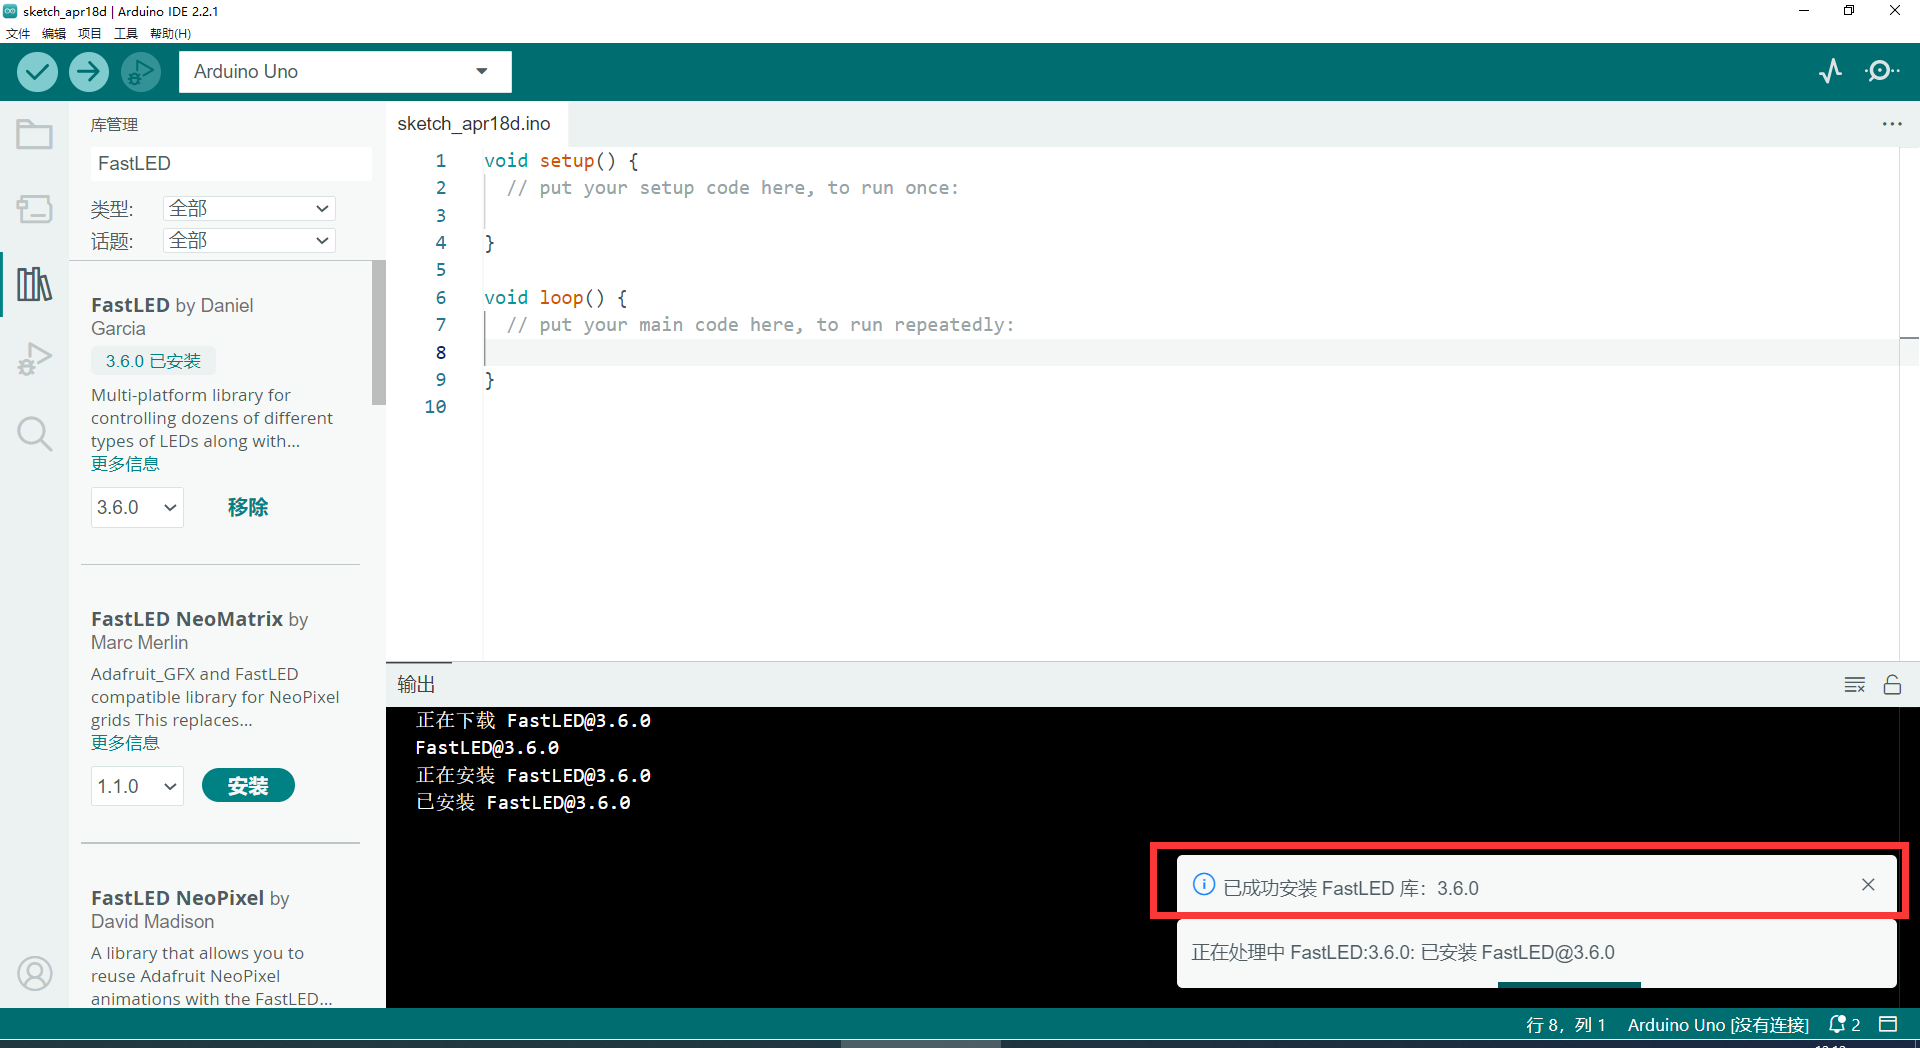 sketch_apr18d | Arduino IDE 2.2.1
文件 编辑 项目 工具 帮助(H)
Arduino Uno
库管理
FastLED
类型: 全部
话题: 全部
FastLED by Daniel
Garcia
3.6.0 已安装
Multi-platform library for
controlling dozens of different
types of LEDs along with...
更多信息
3.6.0 移除
FastLED NeoMatrix by
Marc Merlin
Adafruit_GFX and FastLED
compatible library for NeoPixel
grids This replaces...
更多信息
1.1.0 安装
FastLED NeoPixel by
David Madison
A library that allows you to
reuse Adafruit NeoPixel
animations with the FastLED...
sketch_apr18d.ino
1 void setup() {
2 // put your setup code here, to run once:
3
4 }
5
6 void loop() {
7 // put your main code here, to run repeatedly:
8
9 }
10
输出
正在下载 FastLED@3.6.0
FastLED@3.6.0
正在安装 FastLED@3.6.0
已安装 FastLED@3.6.0
已成功安装 FastLED 库：3.6.0
正在处理中 FastLED:3.6.0: 已安装 FastLED@3.6.0
行 8，列 1 Arduino Uno [没有连接] 2